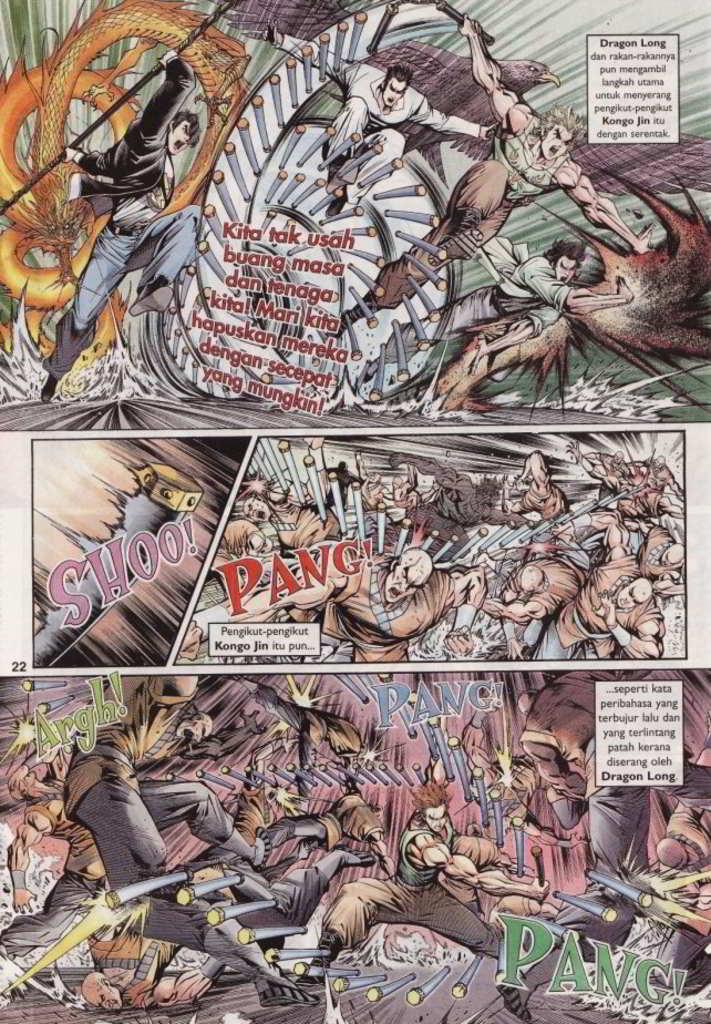 Dragon Long
dan rakan-rakannya
pun mengambil
langkah utama
untuk menyerang
pengikut-pengikut
Kongo Jin itu
dengan serentak.
Kita tak usah
buang masa
dan tenaga
kita! Mari kita
hapuskan mereka
dengan secepat
yang mungkin!
SHOO!
PANG!
Pengikut-pengikut
Kongo Jin itu pun...
22
Argh!
PANG!
...seperti kata
peribahasa yang
terbujur lalu dan
yang terlintang
patah kerana
diserang oleh
Dragon Long.
PANG!